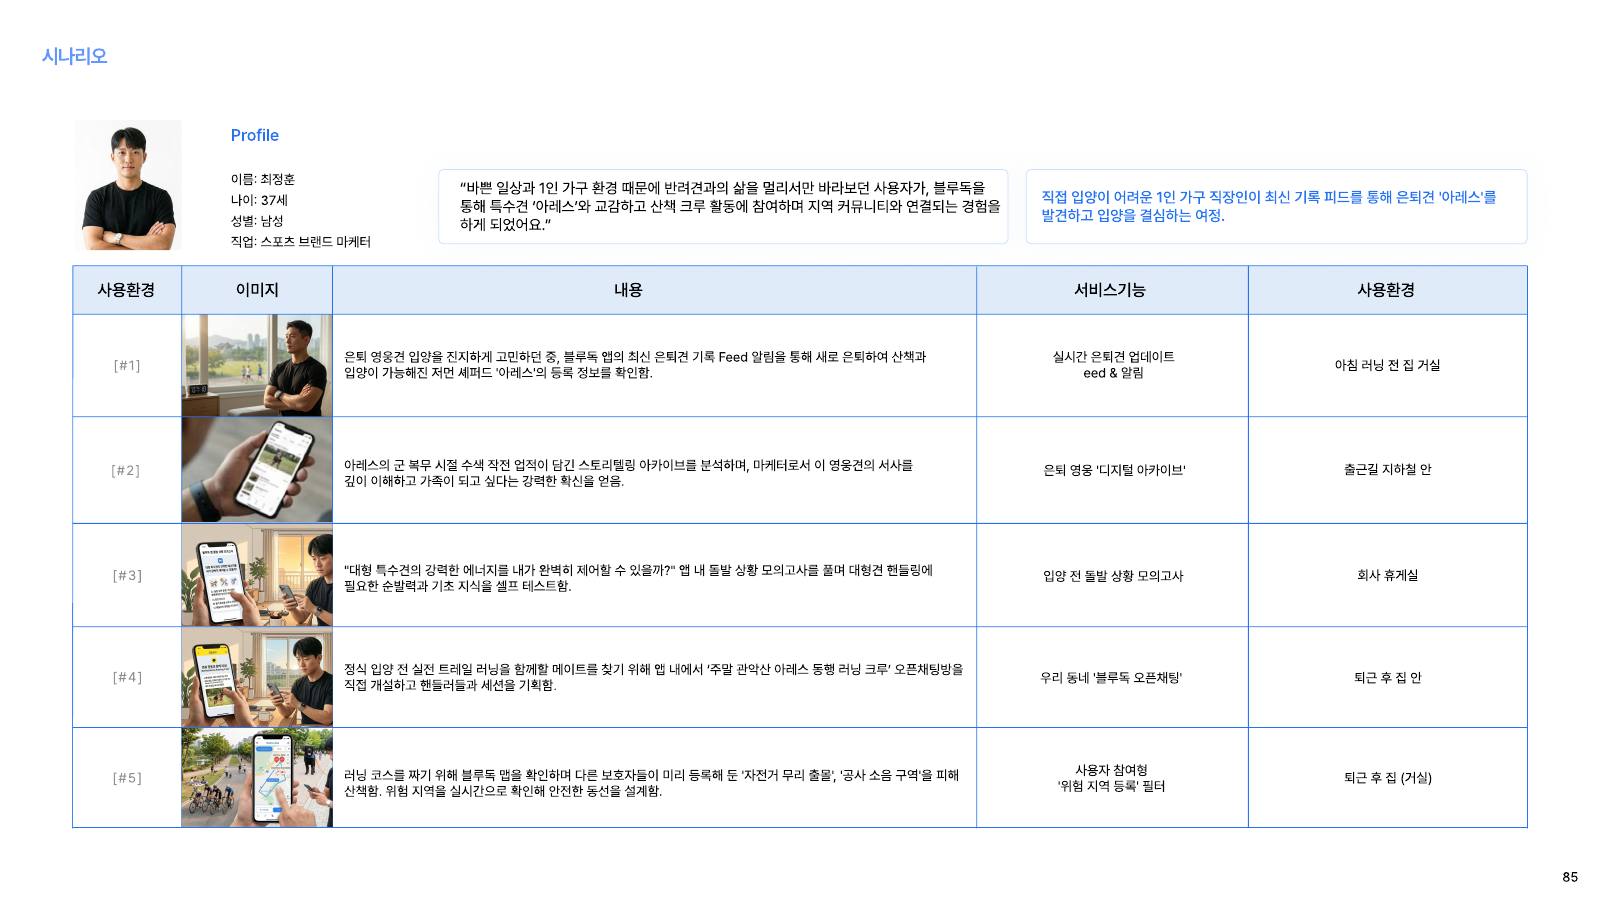 시나리오
Profile
이름: 최정훈
나이: 37세
성별: 남성
직업: 스포츠 브랜드 마케터
“바쁜 일상과 1인 가구 환경 때문에 반려견과의 삶을 멀리서만 바라보던 사용자가, 블루독을
통해 특수견 ‘아레스’와 교감하고 산책 크루 활동에 참여하며 지역 커뮤니티와 연결되는 경험을
하게 되었어요.”
직접 입양이 어려운 1인 가구 직장인이 최신 기록 피드를 통해 은퇴견 '아레스'를
발견하고 입양을 결심하는 여정.
사용환경 이미지 내용 서비스기능 사용환경
[#1]
은퇴 영웅견 입양을 진지하게 고민하던 중, 블루독 앱의 최신 은퇴견 기록 Feed 알림을 통해 새로 은퇴하여 산책과
입양이 가능해진 저먼 셰퍼드 '아레스'의 등록 정보를 확인함.
실시간 은퇴견 업데이트
eed & 알림
아침 러닝 전 집 거실
[#2]
아레스의 군 복무 시절 수색 작전 업적이 담긴 스토리텔링 아카이브를 분석하며, 마케터로서 이 영웅견의 서사를
깊이 이해하고 가족이 되고 싶다는 강력한 확신을 얻음.
은퇴 영웅 '디지털 아카이브'
출근길 지하철 안
[#3]
"대형 특수견의 강력한 에너지를 내가 완벽히 제어할 수 있을까?" 앱 내 돌발 상황 모의고사를 풀며 대형견 핸들링에
필요한 순발력과 기초 지식을 셀프 테스트함.
입양 전 돌발 상황 모의고사
회사 휴게실
[#4]
정식 입양 전 실전 트레일 러닝을 함께할 메이트를 찾기 위해 앱 내에서 ‘주말 관악산 아레스 동행 러닝 크루’ 오픈채팅방을
직접 개설하고 핸들러들과 세션을 기획함.
우리 동네 '블루독 오픈채팅'
퇴근 후 집 안
[#5]
러닝 코스를 짜기 위해 블루독 맵을 확인하며 다른 보호자들이 미리 등록해 둔 '자전거 무리 출몰', '공사 소음 구역'을 피해
산책함. 위험 지역을 실시간으로 확인해 안전한 동선을 설계함.
사용자 참여형
'위험 지역 등록' 필터
퇴근 후 집 (거실)
85